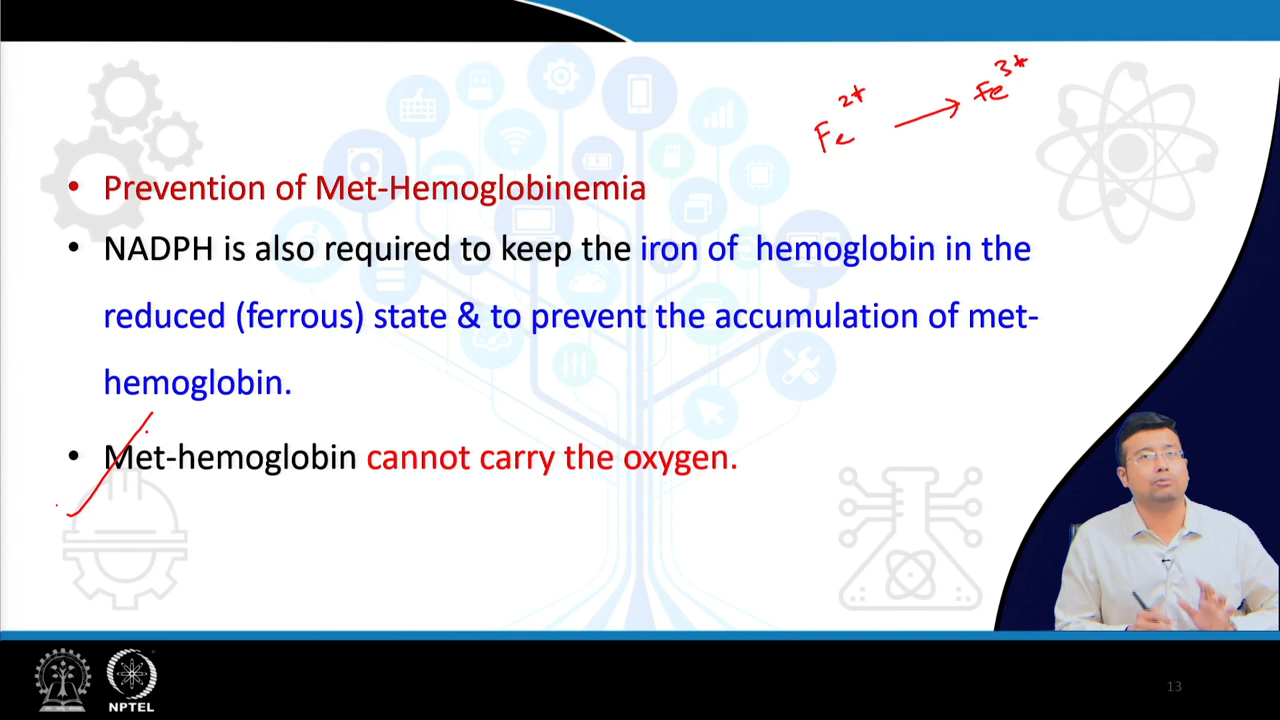 Fe2+ → Fe3+
• Prevention of Met-Hemoglobinemia
• NADPH is also required to keep the iron of hemoglobin in the
reduced (ferrous) state & to prevent the accumulation of met-
hemoglobin.
• Met-hemoglobin cannot carry the oxygen.
NPTEL
13